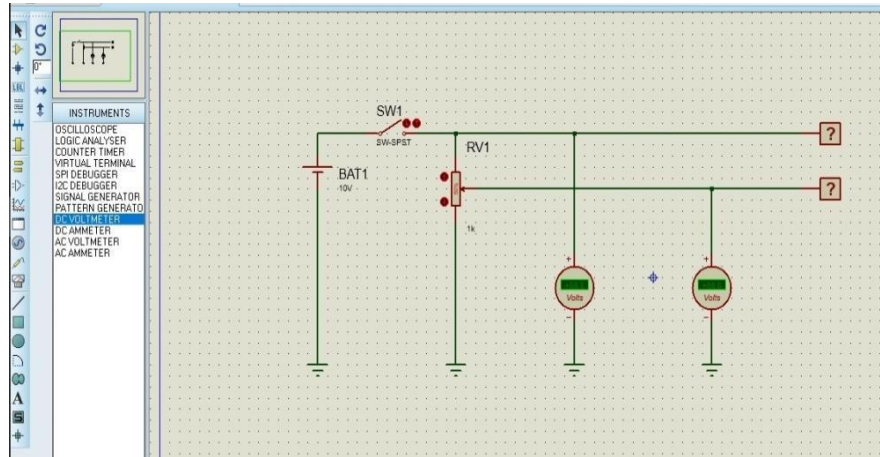 0°
LBL
INSTRUMENTS
OSCILLOSCOPE
LOGIC ANALYSER
COUNTER TIMER
VIRTUAL TERMINAL
SPI DEBUGGER
I2C DEBUGGER
SIGNAL GENERATOR
PATTERN GENERATO
DC VOLTMETER
DC AMMETER
AC VOLTMETER
AC AMMETER
A
S
SW1
SW-SPST
BAT1
10V
RV1
1k
?
?
+
Volts
−
+
Volts
−